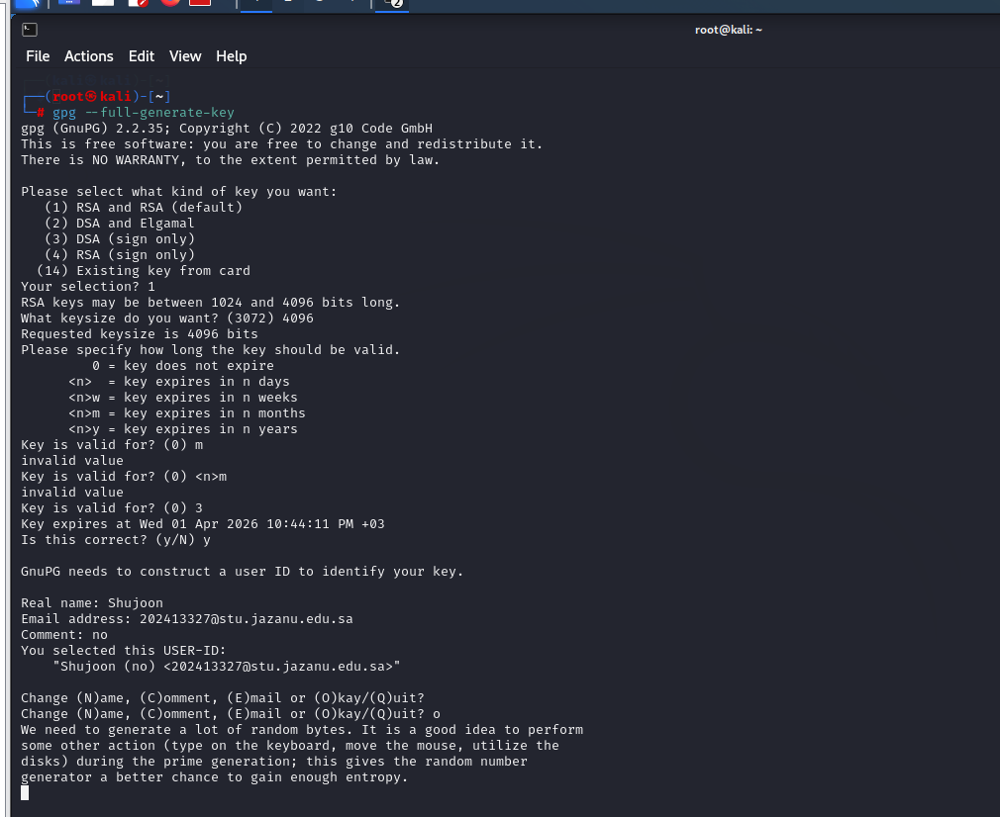 root@kali: ~
File Actions Edit View Help
┌──(root㉿kali)-[~]
└─# gpg --full-generate-key
gpg (GnuPG) 2.2.35; Copyright (C) 2022 g10 Code GmbH
This is free software: you are free to change and redistribute it.
There is NO WARRANTY, to the extent permitted by law.
Please select what kind of key you want:
(1) RSA and RSA (default)
(2) DSA and Elgamal
(3) DSA (sign only)
(4) RSA (sign only)
(14) Existing key from card
Your selection? 1
RSA keys may be between 1024 and 4096 bits long.
What keysize do you want? (3072) 4096
Requested keysize is 4096 bits
Please specify how long the key should be valid.
0 = key does not expire
<n>  = key expires in n days
<n>w = key expires in n weeks
<n>m = key expires in n months
<n>y = key expires in n years
Key is valid for? (0) m
invalid value
Key is valid for? (0) <n>m
invalid value
Key is valid for? (0) 3
Key expires at Wed 01 Apr 2026 10:44:11 PM +03
Is this correct? (y/N) y
GnuPG needs to construct a user ID to identify your key.
Real name: Shujoon
Email address: 202413327@stu.jazanu.edu.sa
Comment: no
You selected this USER-ID:
"Shujoon (no) <202413327@stu.jazanu.edu.sa>"
Change (N)ame, (C)omment, (E)mail or (O)kay/(Q)uit?
Change (N)ame, (C)omment, (E)mail or (O)kay/(Q)uit? o
We need to generate a lot of random bytes. It is a good idea to perform
some other action (type on the keyboard, move the mouse, utilize the
disks) during the prime generation; this gives the random number
generator a better chance to gain enough entropy.